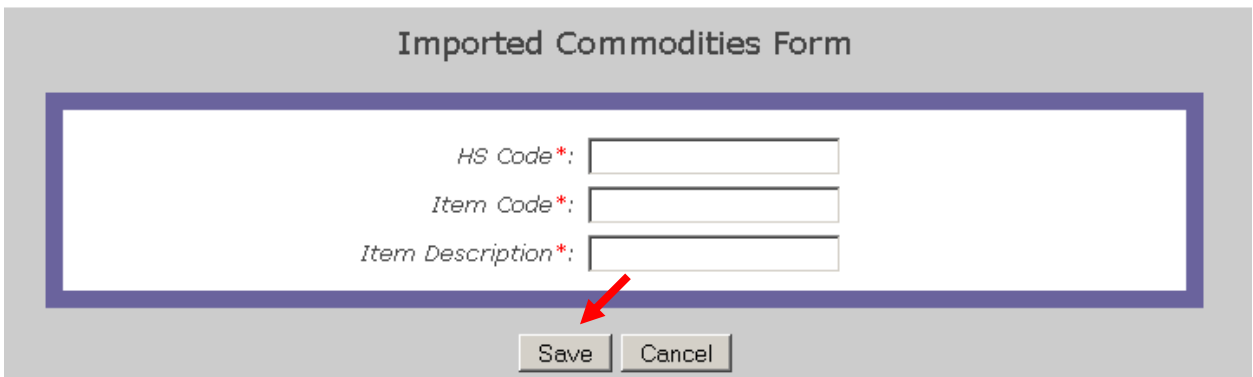 Imported Commodities Form
HS Code*:
Item Code*:
Item Description*:
Save Cancel